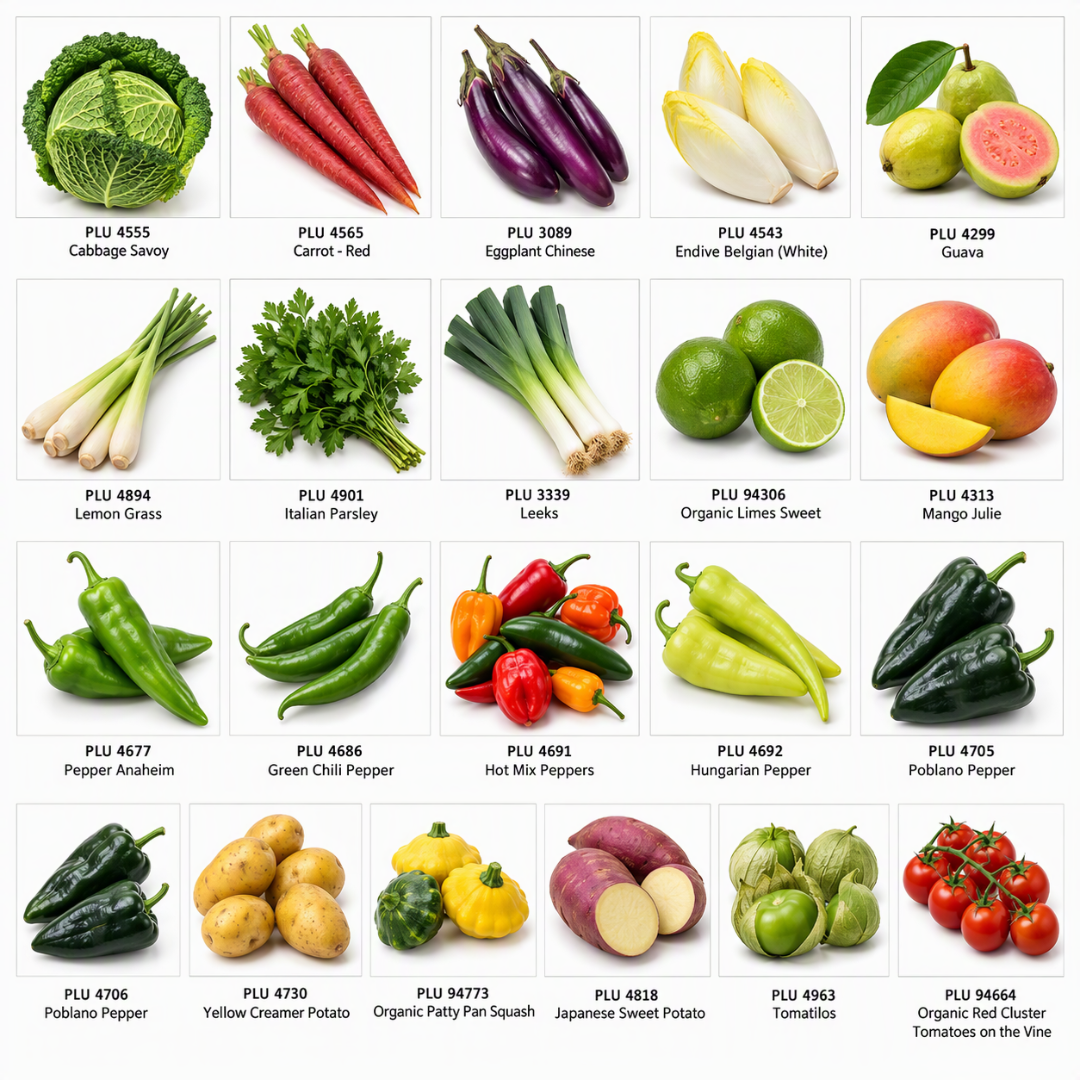 PLU 4555
Cabbage Savoy
PLU 4565
Carrot - Red
PLU 3089
Eggplant Chinese
PLU 4543
Endive Belgian (White)
PLU 4299
Guava
PLU 4894
Lemon Grass
PLU 4901
Italian Parsley
PLU 3339
Leeks
PLU 94306
Organic Limes Sweet
PLU 4313
Mango Julie
PLU 4677
Pepper Anaheim
PLU 4686
Green Chili Pepper
PLU 4691
Hot Mix Peppers
PLU 4692
Hungarian Pepper
PLU 4705
Poblano Pepper
PLU 4706
Poblano Pepper
PLU 4730
Yellow Creamer Potato
PLU 94773
Organic Patty Pan Squash
PLU 4818
Japanese Sweet Potato
PLU 4963
Tomatilos
PLU 94664
Organic Red Cluster
Tomatoes on the Vine